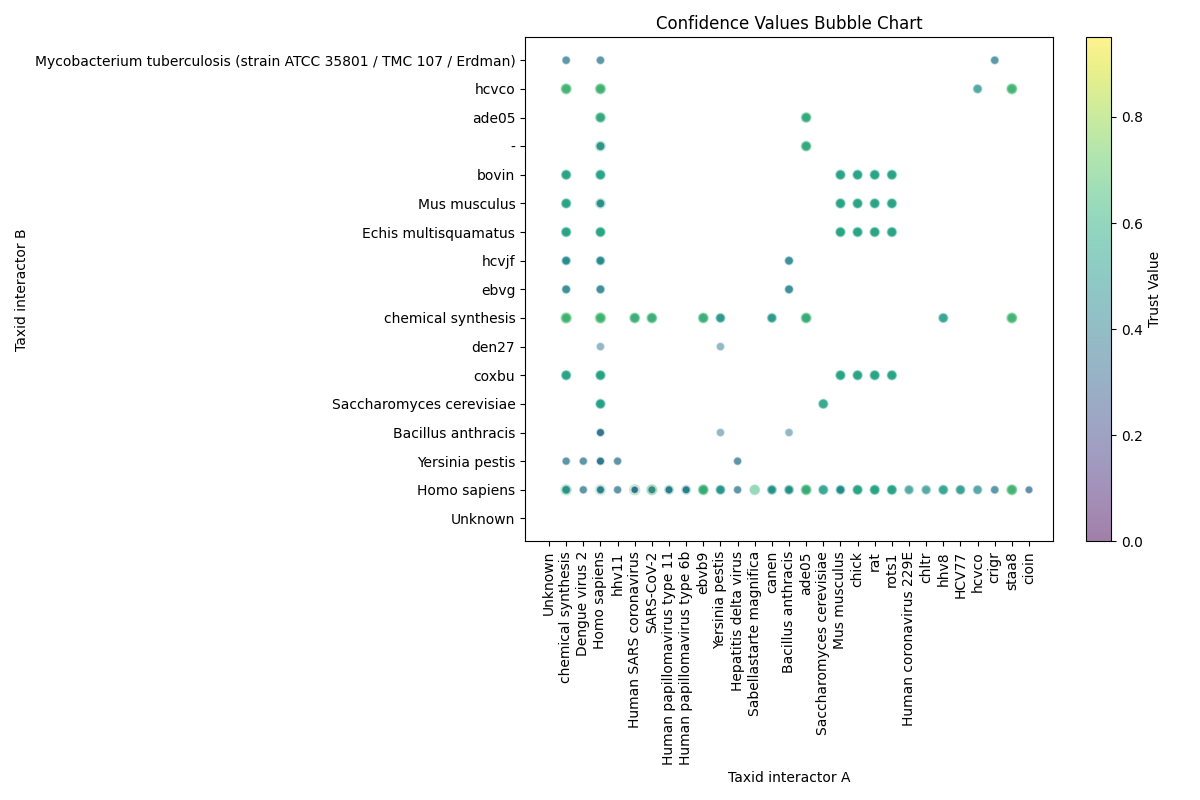 Confidence Values Bubble Chart
Mycobacterium tuberculosis (strain ATCC 35801 / TMC 107 / Erdman)
hcvco
ade05
-
bovin
Mus musculus
Echis multisquamatus
hcvjf
ebvg
chemical synthesis
den27
coxbu
Saccharomyces cerevisiae
Bacillus anthracis
Yersinia pestis
Homo sapiens
Unknown
Taxid interactor B
Unknown
chemical synthesis
Dengue virus 2
Homo sapiens
hhv11
Human SARS coronavirus
SARS-CoV-2
Human papillomavirus type 11
Human papillomavirus type 6b
ebvb9
Yersinia pestis
Hepatitis delta virus
Sabellastarte magnifica
canen
Bacillus anthracis
ade05
Saccharomyces cerevisiae
Mus musculus
chick
rat
rots1
Human coronavirus 229E
chltr
hhv8
HCV77
hcvco
crigr
staa8
cioin
Taxid interactor A
0.8
0.6
0.4
0.2
0.0
Trust Value